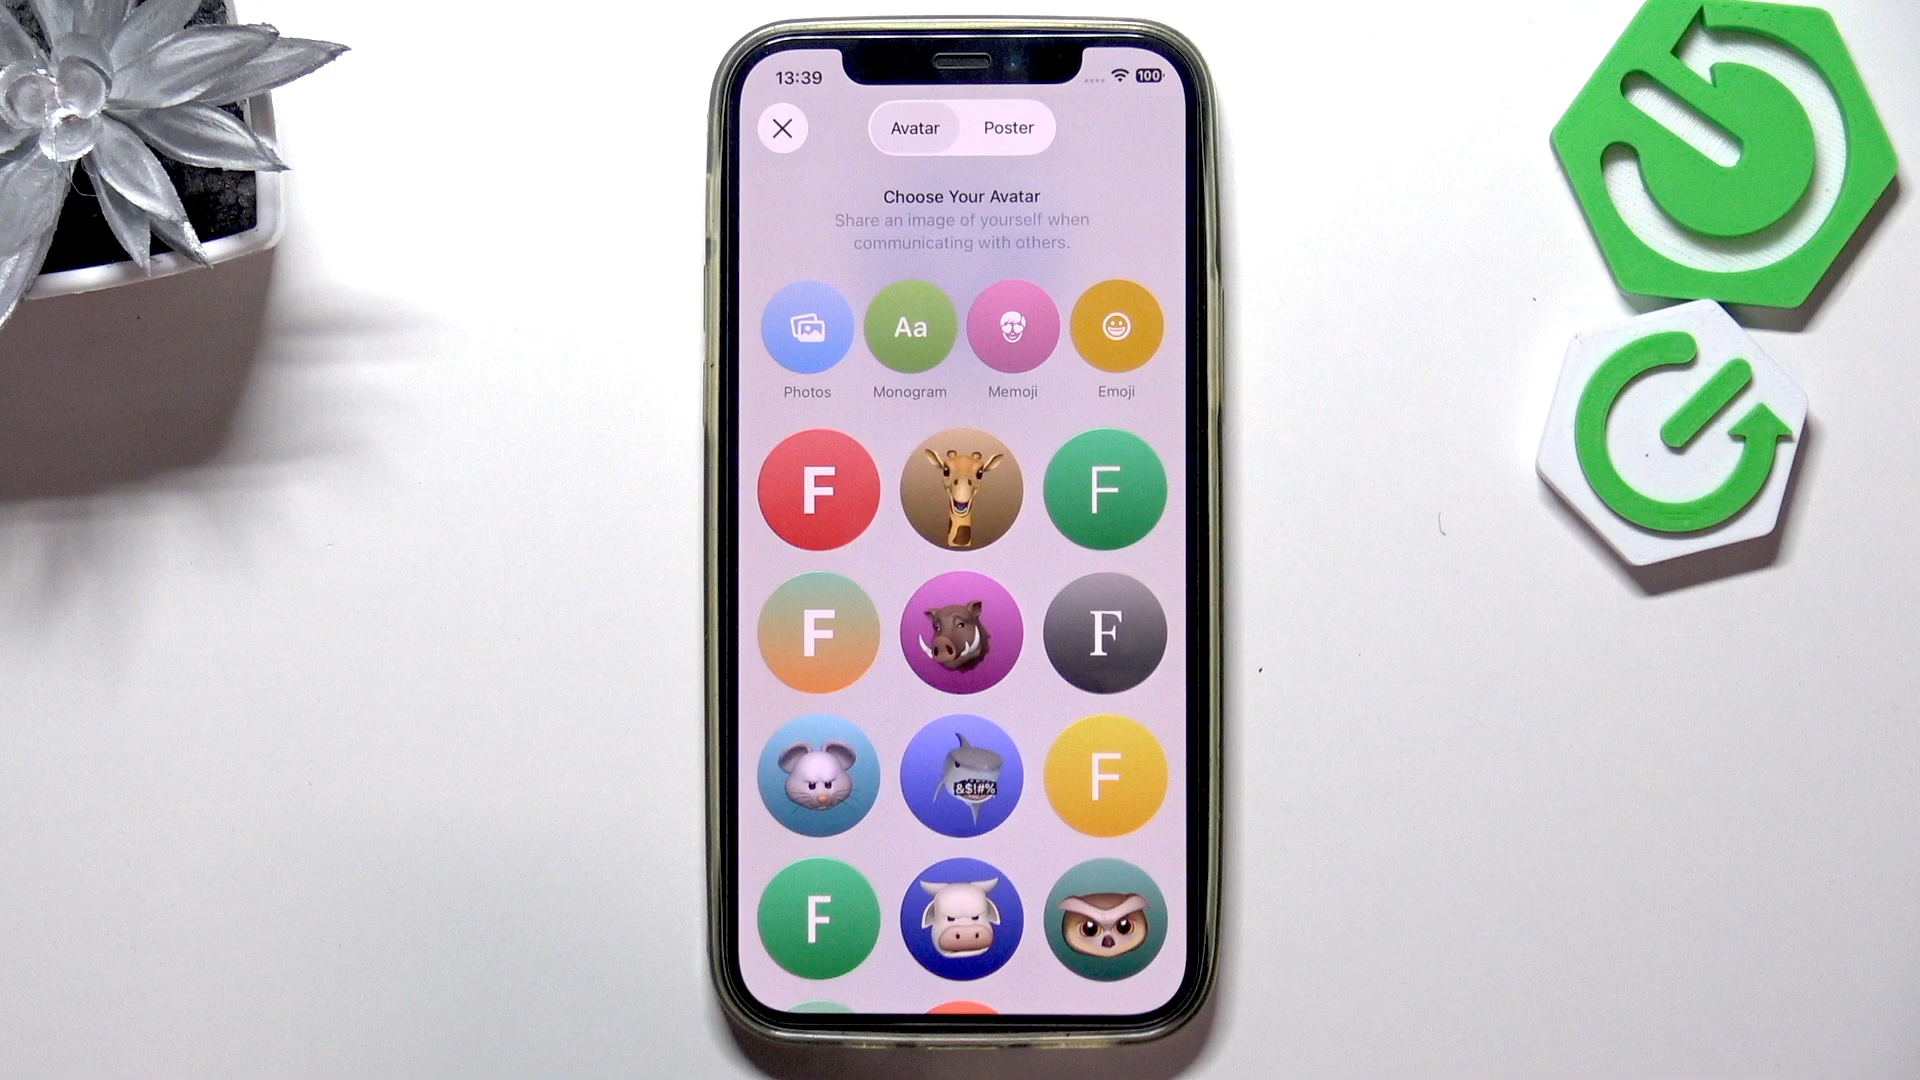 13:39
100
Avatar
Poster
Choose Your Avatar
Share an image of yourself when
communicating with others.
Aa
Photos
Monogram
Memoji
Emoji
F
F
F
F
&$!#%
F
F